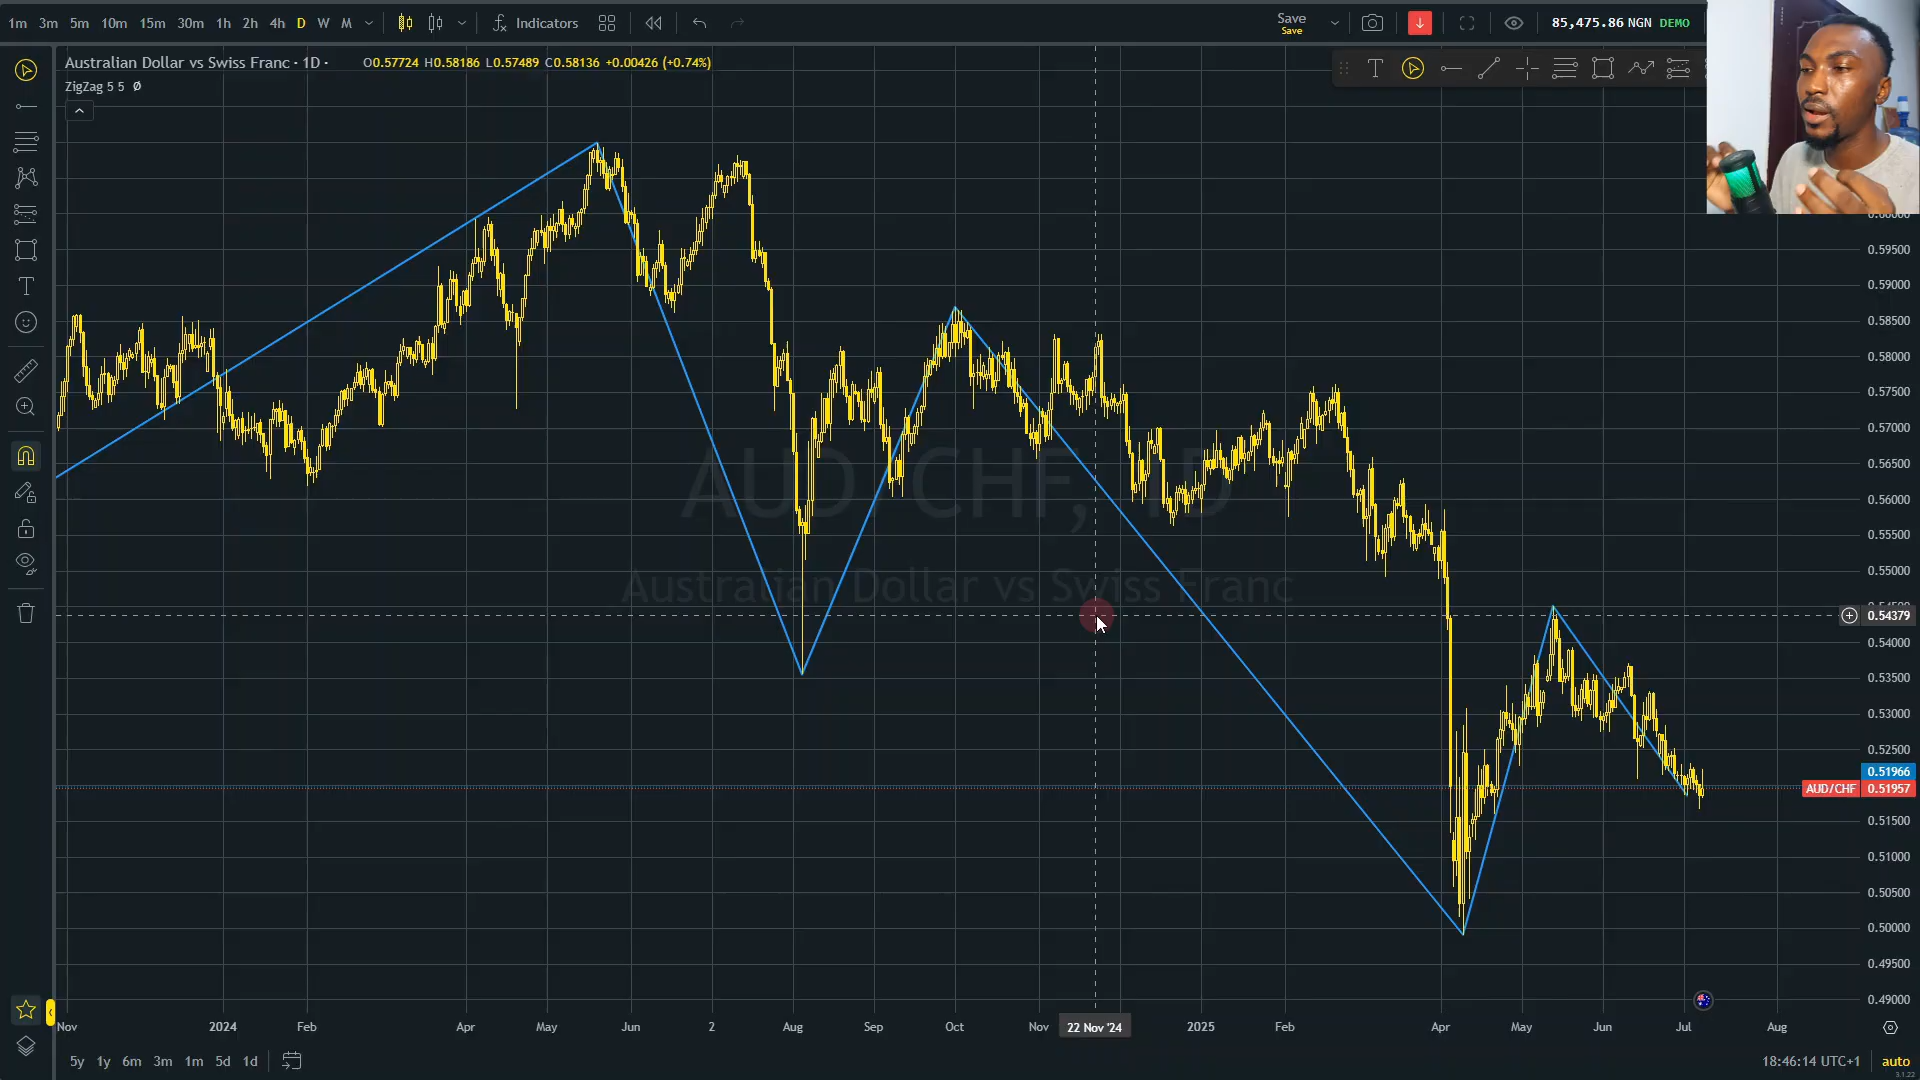 1m 3m 5m 10m 15m 30m 1h 2h 4h D W M Indicators Save Save 85,475.86 NGN DEMO
Australian Dollar vs Swiss Franc · 1D · O0.57724 H0.58186 L0.57489 C0.58136 +0.00426 (+0.74%)
ZigZag 5 5 Ø
AUD/CHF, 1D
Australian Dollar vs Swiss Franc
0.59500
0.59000
0.58500
0.58000
0.57500
0.57000
0.56500
0.56000
0.55500
0.55000
0.54379
0.54000
0.53500
0.53000
0.52500
0.51966
AUD/CHF 0.51957
0.51500
0.51000
0.50500
0.50000
0.49500
0.49000
Nov 2024 Feb Apr May Jun 2 Aug Sep Oct Nov 22 Nov '24 2025 Feb Apr May Jun Jul Aug
5y 1y 6m 3m 1m 5d 1d 18:46:14 UTC+1 auto
3.1.22